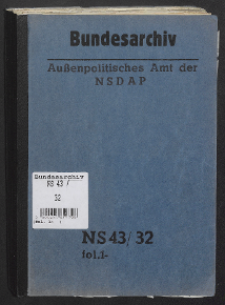 Bundesarchiv
Außenpolitisches Amt der
NSDAP
Bundesarchiv
NS 43 /
32
NS 43/32
fol.1-